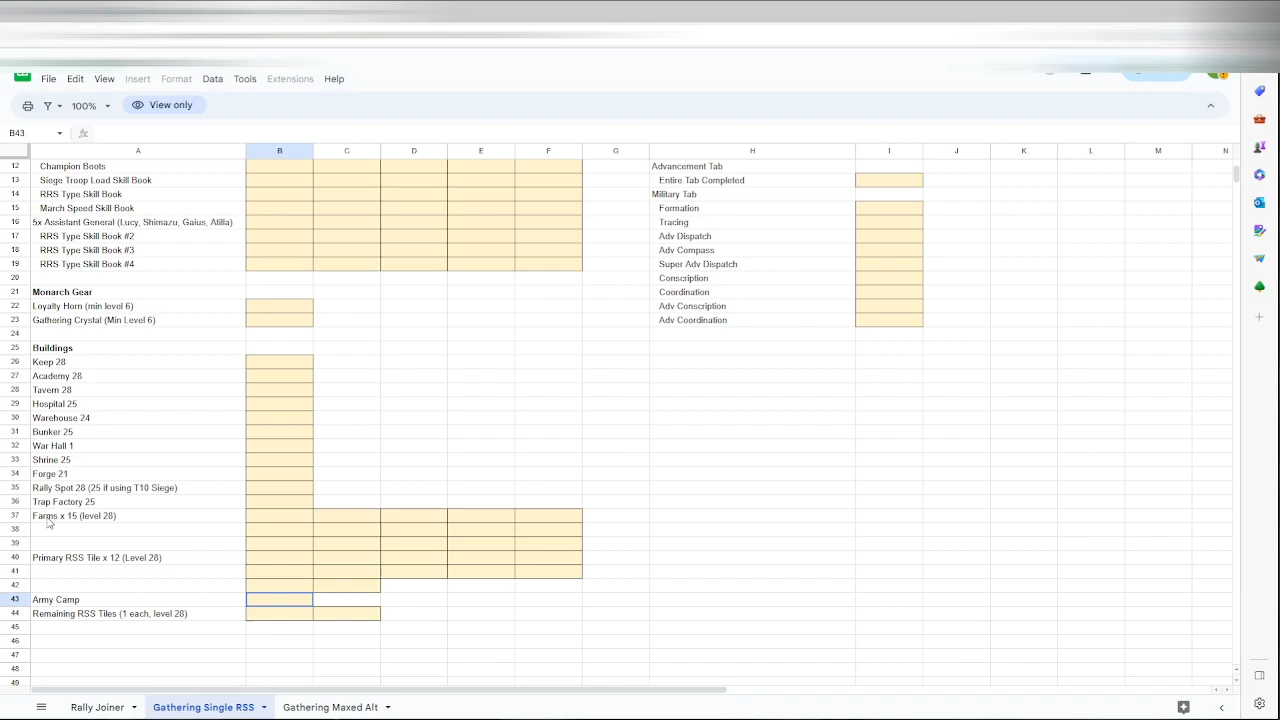 File Edit View Insert Format Data Tools Extensions Help
100% View only
B43 fx
A B C D E F G H I J K L M N
12 Champion Boots Advancement Tab
13 Siege Troop Load Skill Book Entire Tab Completed
14 RRS Type Skill Book Military Tab
15 March Speed Skill Book Formation
16 5x Assistant General (Lucy, Shimazu, Gaius, Atilla) Tracing
17 RRS Type Skill Book #2 Adv Dispatch
18 RRS Type Skill Book #3 Adv Compass
19 RRS Type Skill Book #4 Super Adv Dispatch
20 Conscription
21 Monarch Gear Coordination
22 Loyalty Horn (min level 6) Adv Conscription
23 Gathering Crystal (Min Level 6) Adv Coordination
24
25 Buildings
26 Keep 28
27 Academy 28
28 Tavern 28
29 Hospital 25
30 Warehouse 24
31 Bunker 25
32 War Hall 1
33 Shrine 25
34 Forge 21
35 Rally Spot 28 (25 if using T10 Siege)
36 Trap Factory 25
37 Farms x 15 (level 28)
38
39
40 Primary RSS Tile x 12 (Level 28)
41
42
43 Army Camp
44 Remaining RSS Tiles (1 each, level 28)
45
46
47
48
49
Rally Joiner Gathering Single RSS Gathering Maxed Alt